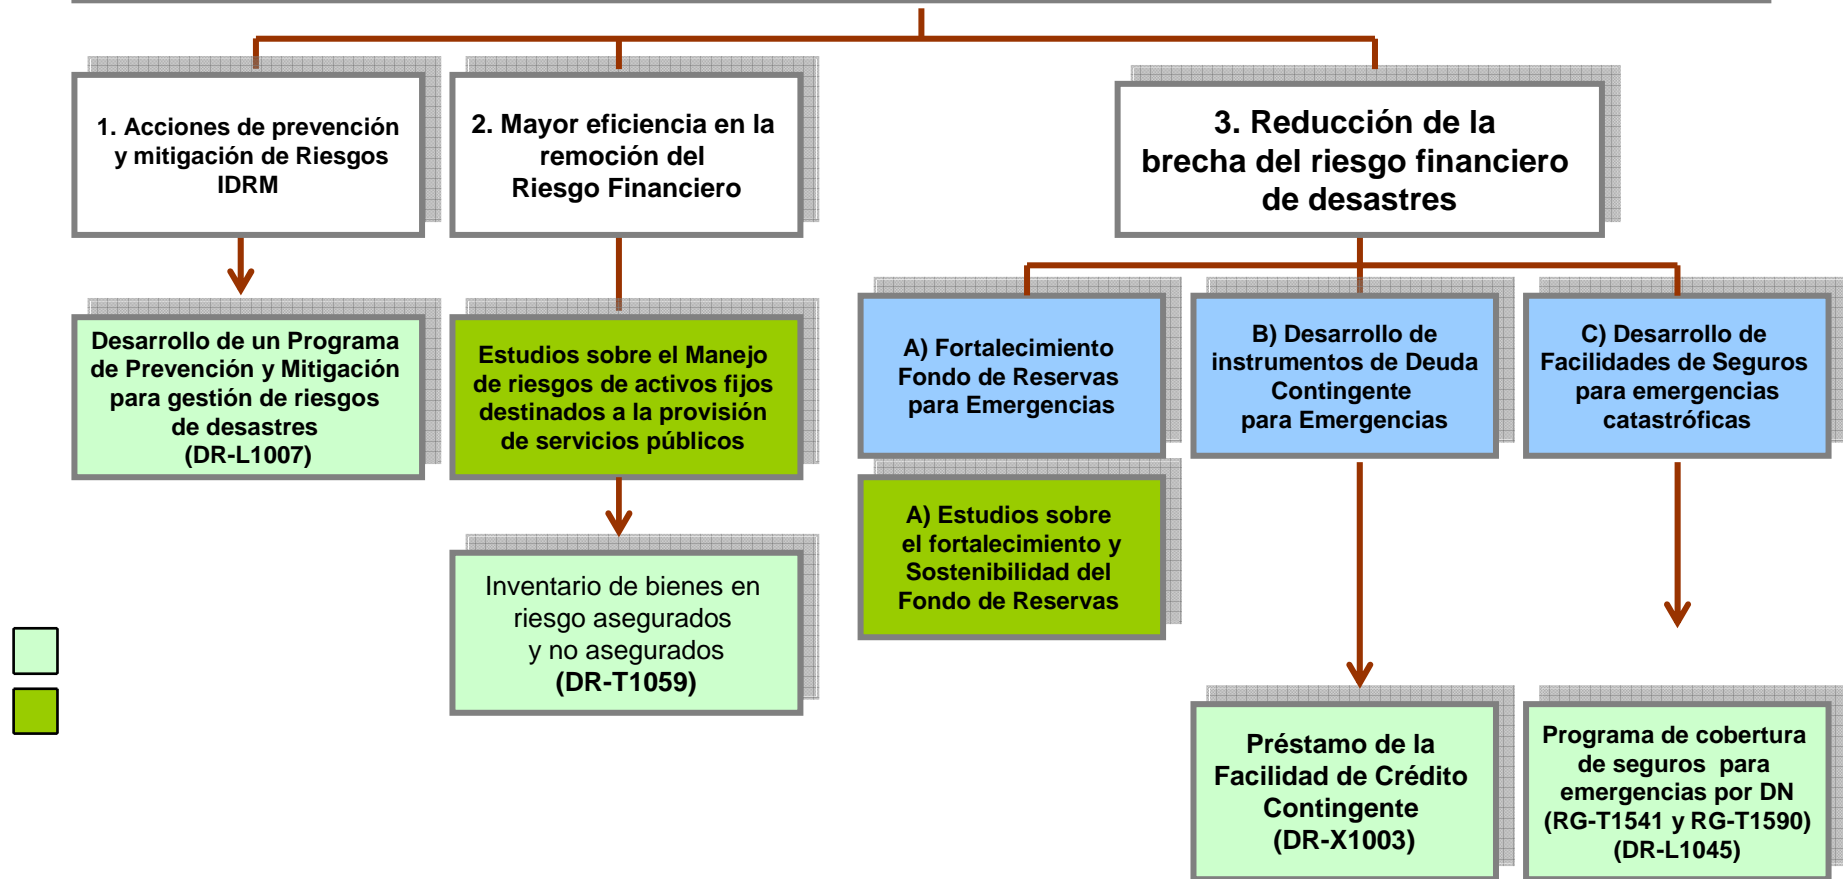 1. Acciones de prevención
y mitigación de Riesgos
IDRM
2. Mayor eficiencia en la
remoción del
Riesgo Financiero
3. Reducción de la
brecha del riesgo financiero
de desastres
Desarrollo de un Programa
de Prevención y Mitigación
para gestión de riesgos
de desastres
(DR-L1007)
Estudios sobre el Manejo
de riesgos de activos fijos
destinados a la provisión
de servicios públicos
Inventario de bienes en
riesgo asegurados
y no asegurados
(DR-T1059)
A) Fortalecimiento
Fondo de Reservas
para Emergencias
A) Estudios sobre
el fortalecimiento y
Sostenibilidad del
Fondo de Reservas
B) Desarrollo de
instrumentos de Deuda
Contingente
para Emergencias
Préstamo de la
Facilidad de Crédito
Contingente
(DR-X1003)
C) Desarrollo de
Facilidades de Seguros
para emergencias
catastróficas
Programa de cobertura
de seguros para
emergencias por DN
(RG-T1541 y RG-T1590)
(DR-L1045)